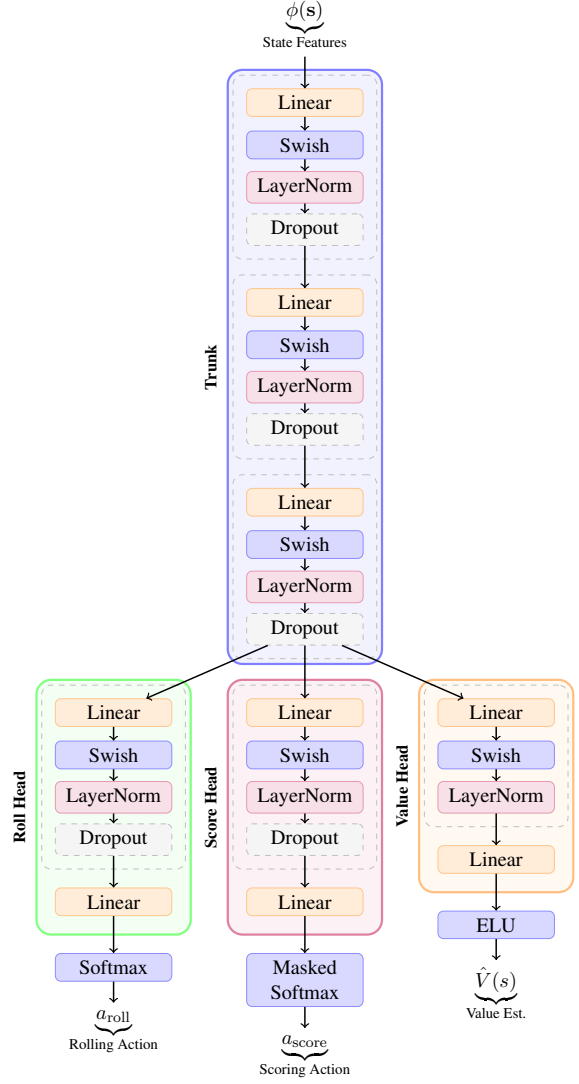 ϕ(s)
State Features
Trunk
Linear
Swish
LayerNorm
Dropout
Linear
Swish
LayerNorm
Dropout
Linear
Swish
LayerNorm
Dropout
Roll Head
Linear
Swish
LayerNorm
Dropout
Linear
Softmax
a_roll
Rolling Action
Score Head
Linear
Swish
LayerNorm
Dropout
Linear
Masked
Softmax
a_score
Scoring Action
Value Head
Linear
Swish
LayerNorm
Linear
ELU
V̂(s)
Value Est.